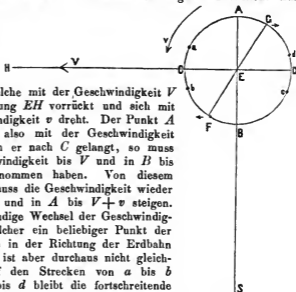 A
G
v
a
d
H
V
C
E
D
b
c
F
B
S
elche mit der Geschwindigkeit V
ung EH vorrückt und sich mit
digkeit v dreht. Der Punkt A
also mit der Geschwindigkeit
n er nach C gelangt, so muss
windigkeit bis V und in B bis
nommen haben. Von diesem
uss die Geschwindigkeit wieder
und in A bis V+v steigen.
ndige Wechsel der Geschwindig-
lcher ein beliebiger Punkt der
in der Richtung der Erdbahn
ist aber durchaus nicht gleich-
f den Strecken von a bis b
bis d bleibt die fortschreitende